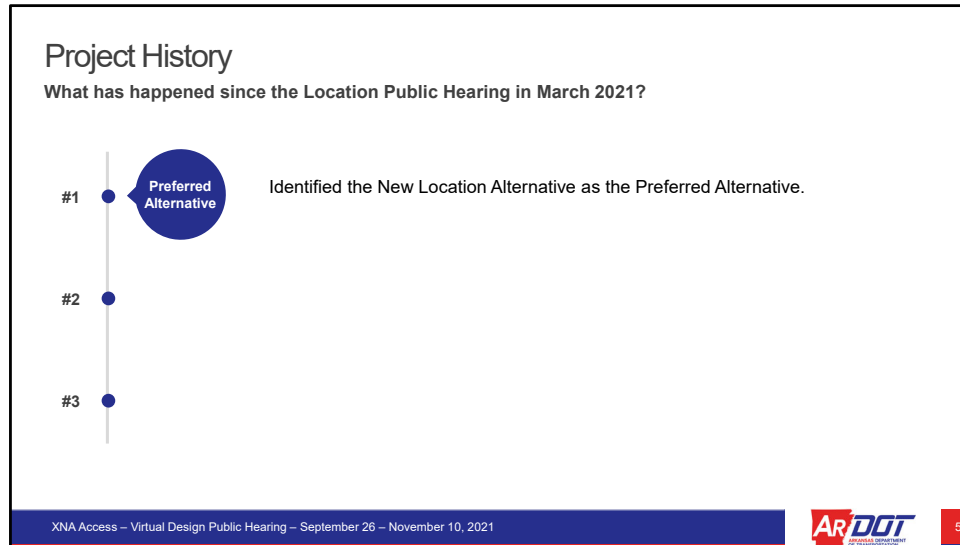 Project History
What has happened since the Location Public Hearing in March 2021?
#1
Preferred
Alternative
Identified the New Location Alternative as the Preferred Alternative.
#2
#3
XNA Access – Virtual Design Public Hearing – September 26 – November 10, 2021
ARDOT
ARKANSAS DEPARTMENT
OF TRANSPORTATION
5